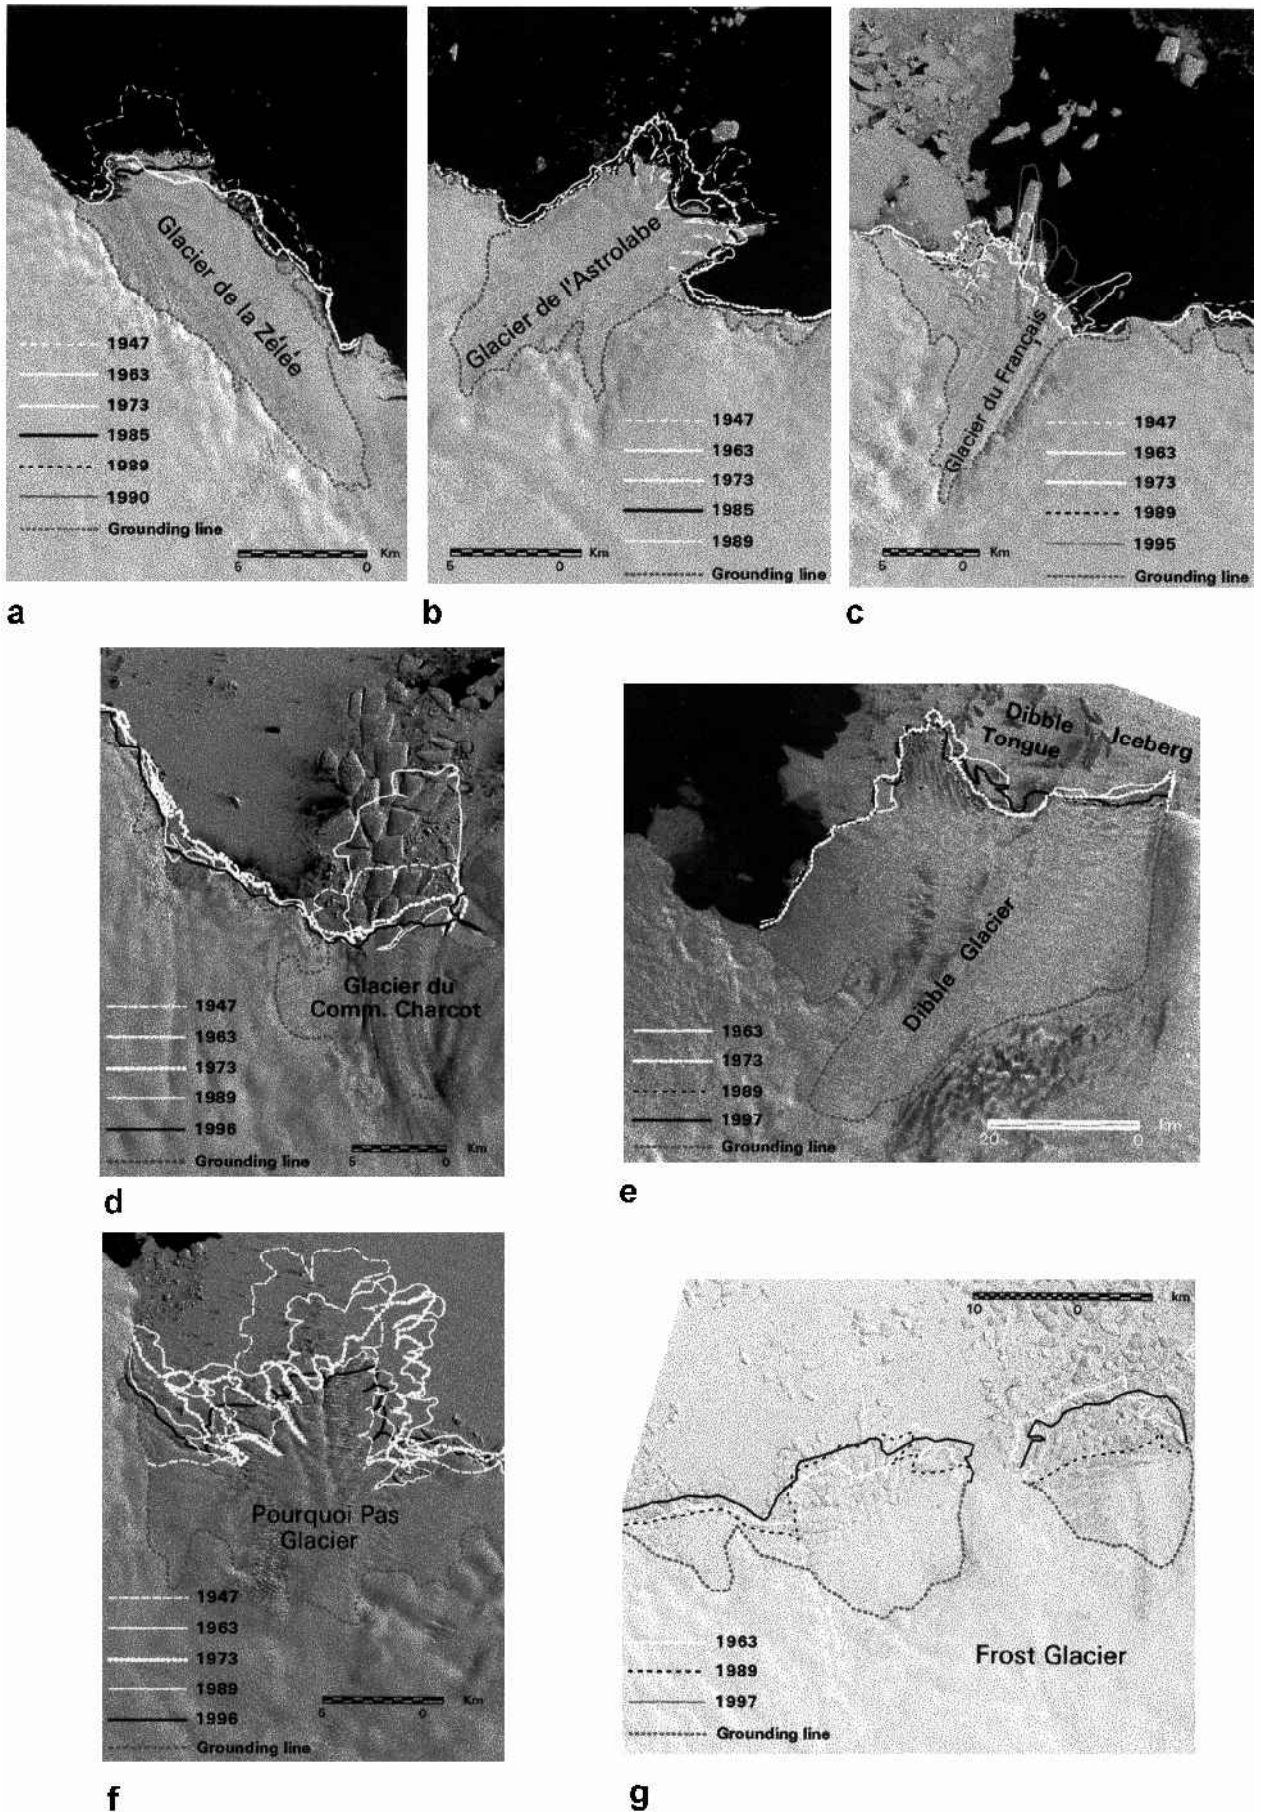 Glacier de la Zélée
1947
1963
1973
1985
1989
1990
Grounding line
5 0 Km
a
Glacier de l'Astrolabe
1947
1963
1973
1985
1989
5 0 Km
Grounding line
b
Glacier du Français
1947
1963
1973
1989
1995
5 0 Km
Grounding line
c
Glacier du
Comm. Charcot
1947
1963
1973
1989
1996
5 0 Km
Grounding line
d
Dibble
Tongue
Iceberg
Dibble Glacier
1963
1973
1989
1997
20 0 km
Grounding line
e
Pourquoi Pas
Glacier
1947
1963
1973
1989
5 0 Km
1996
Grounding line
f
10 0 km
1963
Frost Glacier
1989
1997
Grounding line
g